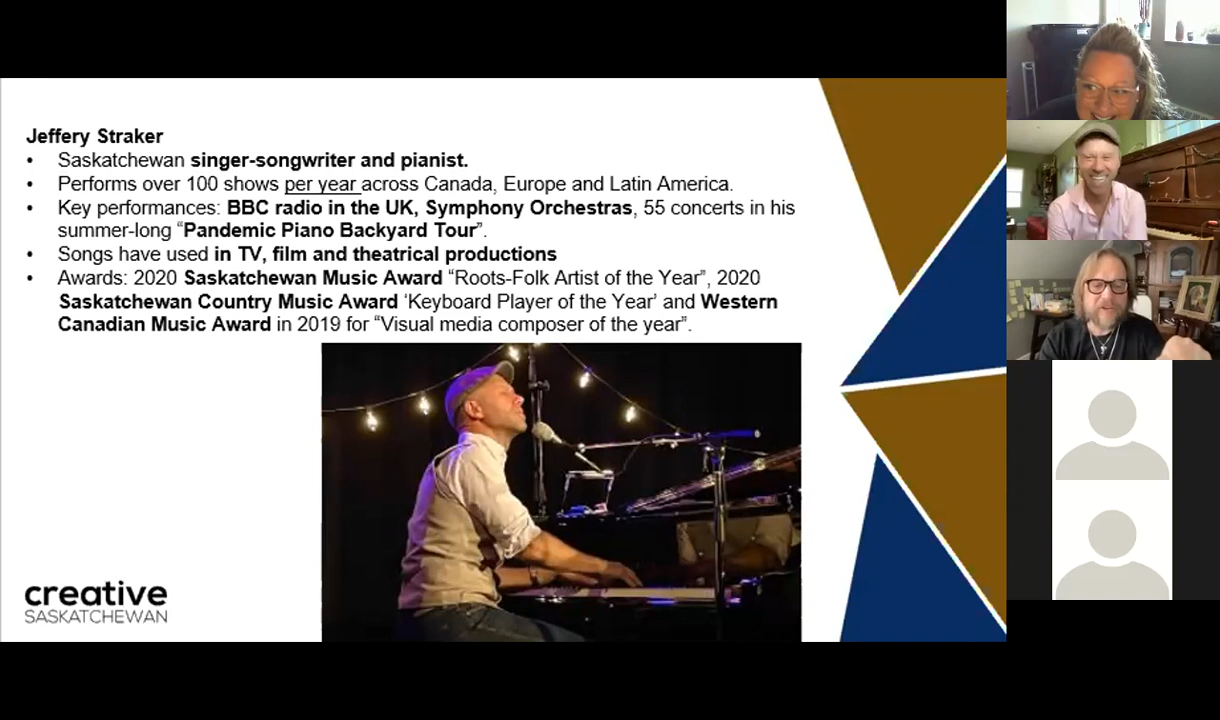 Jeffery Straker
• Saskatchewan singer-songwriter and pianist.
• Performs over 100 shows per year across Canada, Europe and Latin America.
• Key performances: BBC radio in the UK, Symphony Orchestras, 55 concerts in his
summer-long “Pandemic Piano Backyard Tour”.
• Songs have used in TV, film and theatrical productions
• Awards: 2020 Saskatchewan Music Award “Roots-Folk Artist of the Year”, 2020
Saskatchewan Country Music Award ‘Keyboard Player of the Year’ and Western
Canadian Music Award in 2019 for “Visual media composer of the year”.
creative
SASKATCHEWAN